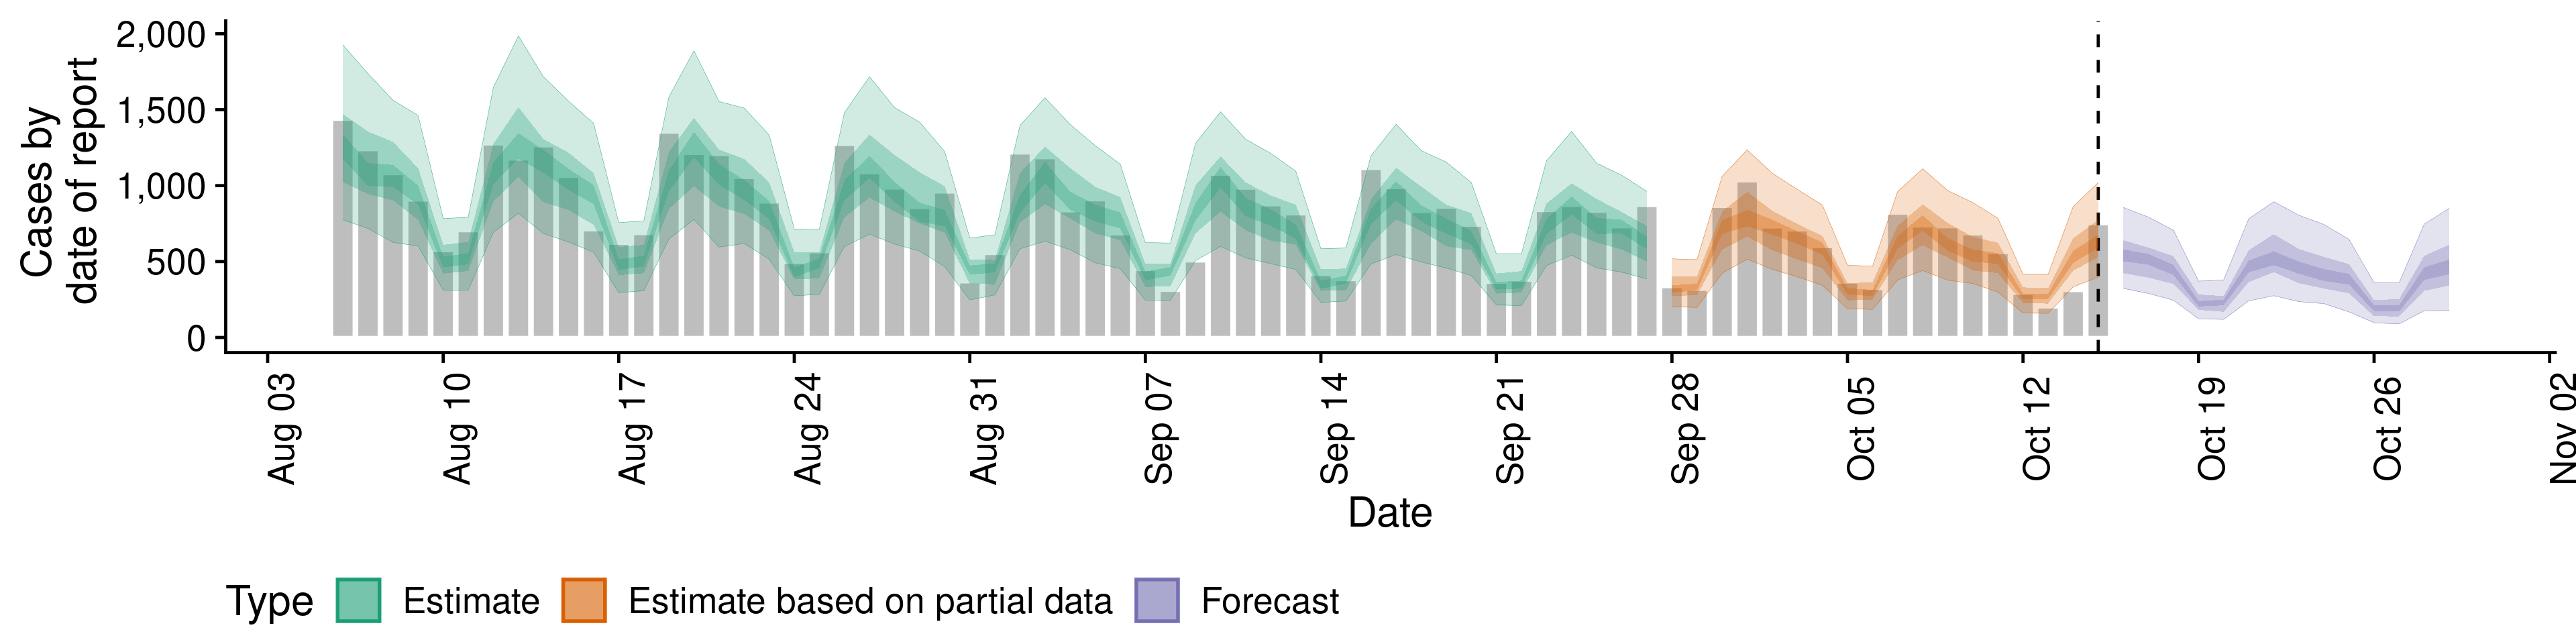 Cases by
date of report
2,000
1,500
1,000
500
0
Aug 03
Aug 10
Aug 17
Aug 24
Aug 31
Sep 07
Sep 14
Sep 21
Sep 28
Oct 05
Oct 12
Oct 19
Oct 26
Nov 02
Date
Type
Estimate
Estimate based on partial data
Forecast